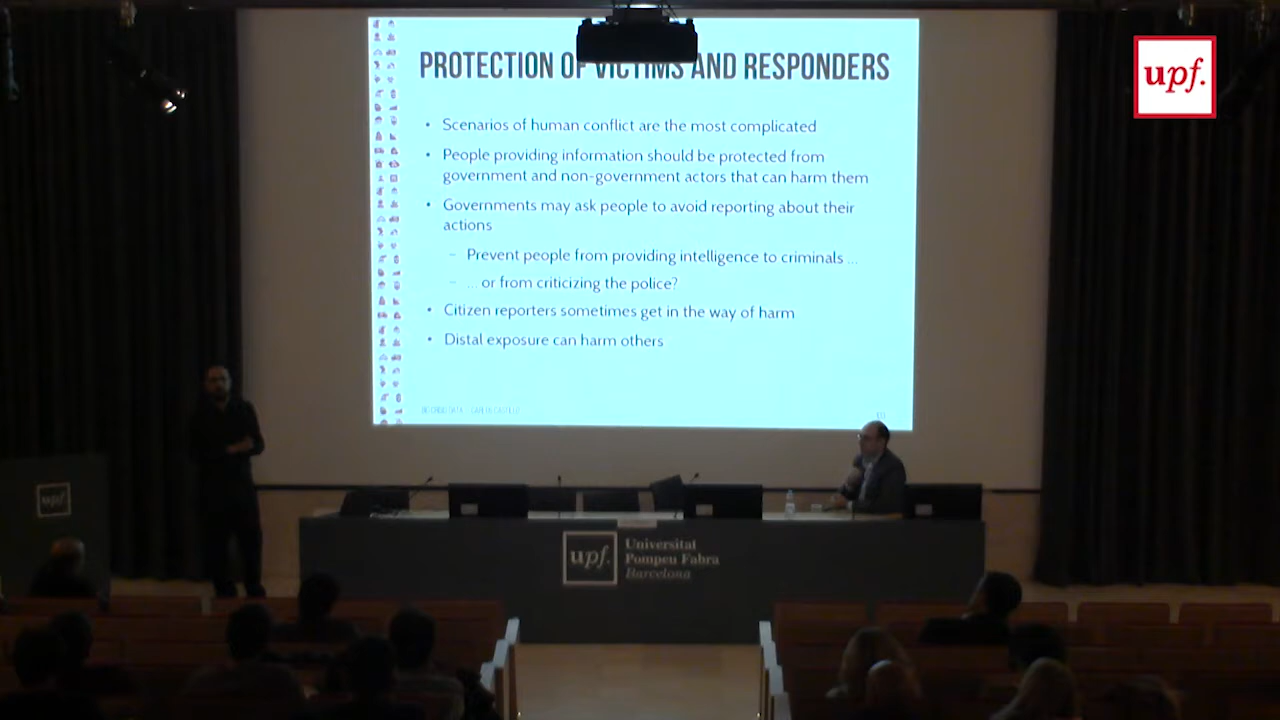 PROTECTION OF VICTIMS AND RESPONDERS
upf.
• Scenarios of human conflict are the most complicated
• People providing information should be protected from
government and non-government actors that can harm them
• Governments may ask people to avoid reporting about their
actions
– Prevent people from providing intelligence to criminals ...
– ... or from criticizing the police?
• Citizen reporters sometimes get in the way of harm
• Distal exposure can harm others
upf.
upf.
Universitat
Pompeu Fabra
Barcelona